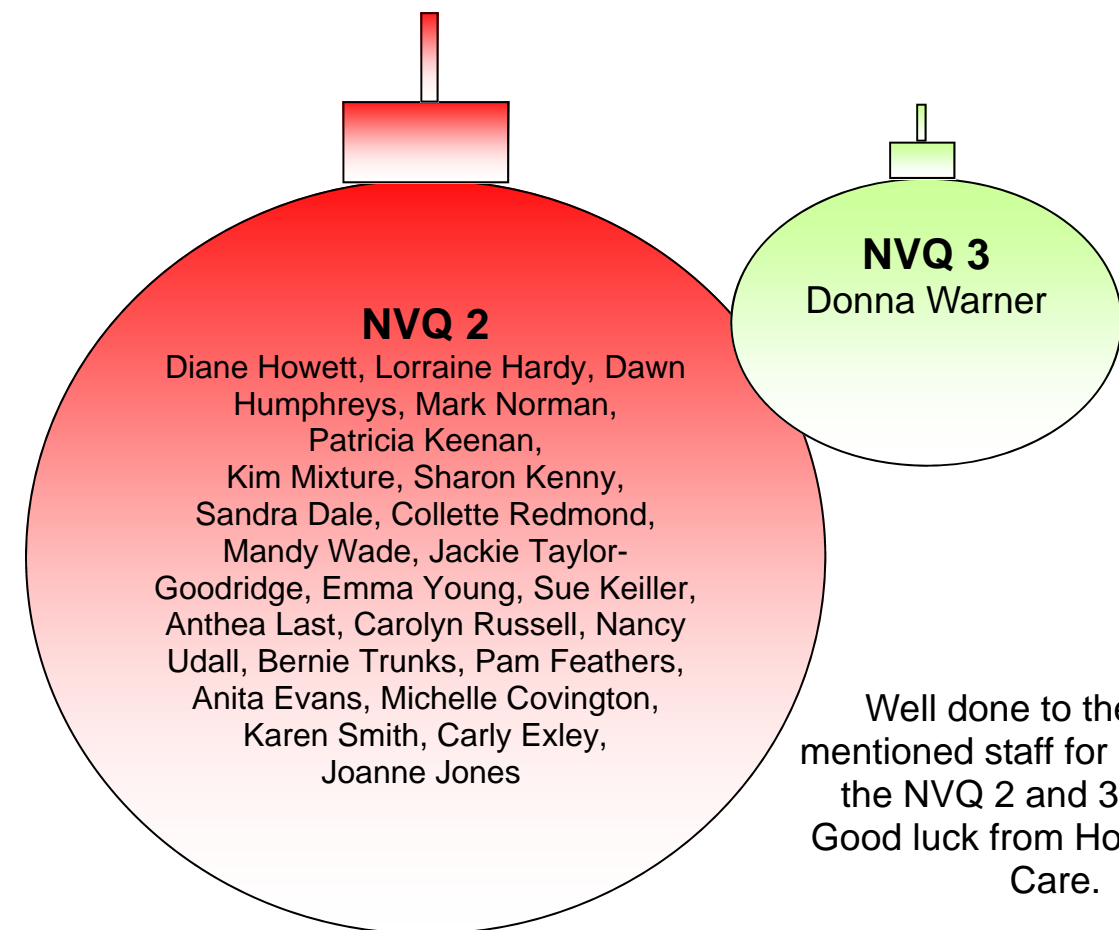 NVQ 2
Diane Howett, Lorraine Hardy, Dawn
Humphreys, Mark Norman,
Patricia Keenan,
Kim Mixture, Sharon Kenny,
Sandra Dale, Collette Redmond,
Mandy Wade, Jackie Taylor-
Goodridge, Emma Young, Sue Keiller,
Anthea Last, Carolyn Russell, Nancy
Udall, Bernie Trunks, Pam Feathers,
Anita Evans, Michelle Covington,
Karen Smith, Carly Exley,
Joanne Jones
NVQ 3
Donna Warner
Well done to the
mentioned staff for
the NVQ 2 and 3
Good luck from Ho
Care.